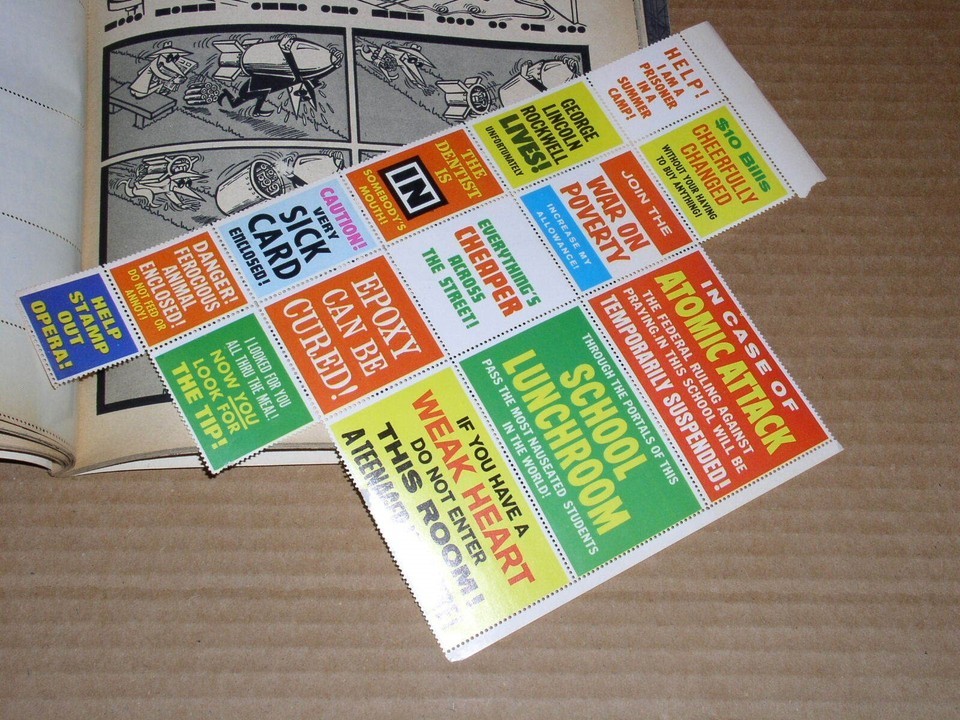 HELP!
I AM A
PRISONER
IN A
SUMMER
CAMP!
$10 Bills
CHEERFULLY
CHANGED
WITHOUT YOUR HAVING
TO BUY ANYTHING!
GEORGE
LINCOLN
ROCKWELL
LIVES!
UNFORTUNATELY
JOIN THE
WAR ON
POVERTY
INCREASE MY
ALLOWANCE!
THE
DENTIST
IS
IN
SOMEBODY'S
MOUTH!
EVERYTHING'S
CHEAPER
ACROSS
THE STREET!
CAUTION!
VERY
SICK
CARD
ENCLOSED!
EPOXY
CAN BE
CURED!
DANGER!
FEROCIOUS
ANIMAL
ENCLOSED!
DO NOT FEED OR
ANNOY!
I LOOKED FOR YOU
ALL THRU THE MEAL!
NOW YOU
LOOK FOR
THE TIP!
HELP
STAMP
OUT
OPERA!
IN CASE OF
ATOMIC ATTACK
THE FEDERAL RULING AGAINST
PRAYING IN THIS SCHOOL WILL BE
TEMPORARILY SUSPENDED!
THROUGH THE PORTALS OF THIS
SCHOOL
LUNCHROOM
PASS THE MOST NAUSEATED STUDENTS
IN THE WORLD!
IF YOU HAVE A
WEAK HEART
DO NOT ENTER
THIS ROOM!
A TEENAGER